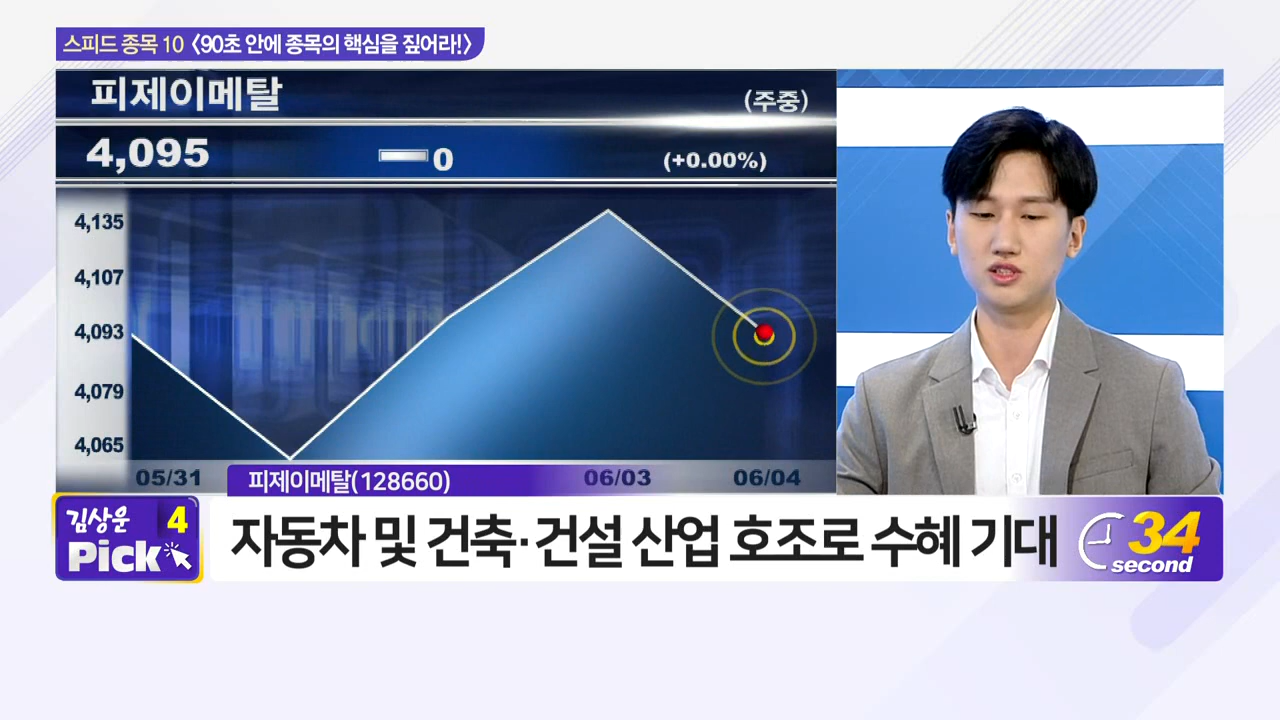 스피드 종목 10 <90초 안에 종목의 핵심을 짚어라!>
피제이메탈
(주중)
4,095
0
(+0.00%)
4,135
4,107
4,093
4,079
4,065
05/31
06/03
06/04
피제이메탈(128660)
김상운 4
Pick
자동차 및 건축·건설 산업 호조로 수혜 기대
34
second